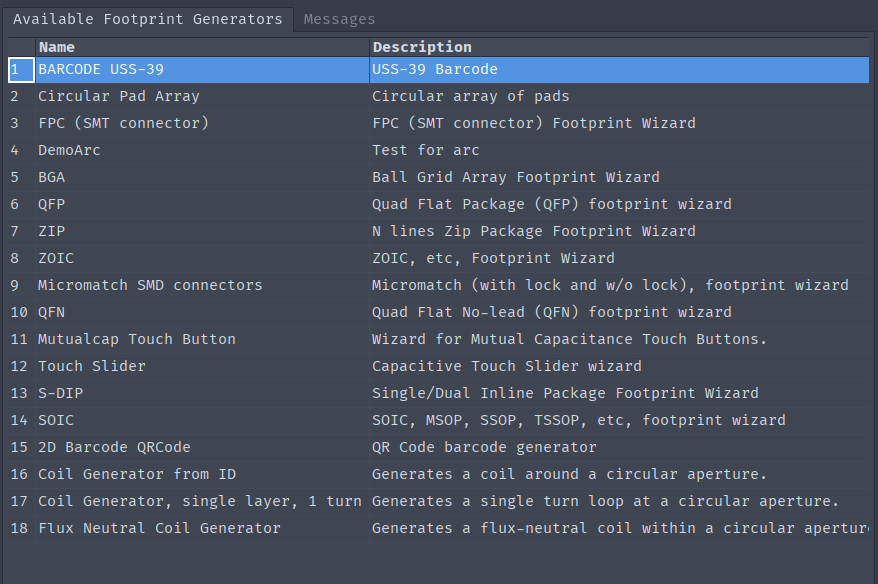 Available Footprint Generators Messages
Name Description
1 BARCODE USS-39 USS-39 Barcode
2 Circular Pad Array Circular array of pads
3 FPC (SMT connector) FPC (SMT connector) Footprint Wizard
4 DemoArc Test for arc
5 BGA Ball Grid Array Footprint Wizard
6 QFP Quad Flat Package (QFP) footprint wizard
7 ZIP N lines Zip Package Footprint Wizard
8 ZOIC ZOIC, etc, Footprint Wizard
9 Micromatch SMD connectors Micromatch (with lock and w/o lock), footprint wizard
10 QFN Quad Flat No-lead (QFN) footprint wizard
11 Mutualcap Touch Button Wizard for Mutual Capacitance Touch Buttons.
12 Touch Slider Capacitive Touch Slider wizard
13 S-DIP Single/Dual Inline Package Footprint Wizard
14 SOIC SOIC, MSOP, SSOP, TSSOP, etc, footprint wizard
15 2D Barcode QRCode QR Code barcode generator
16 Coil Generator from ID Generates a coil around a circular aperture.
17 Coil Generator, single layer, 1 turn Generates a single turn loop at a circular aperture.
18 Flux Neutral Coil Generator Generates a flux-neutral coil within a circular apertur